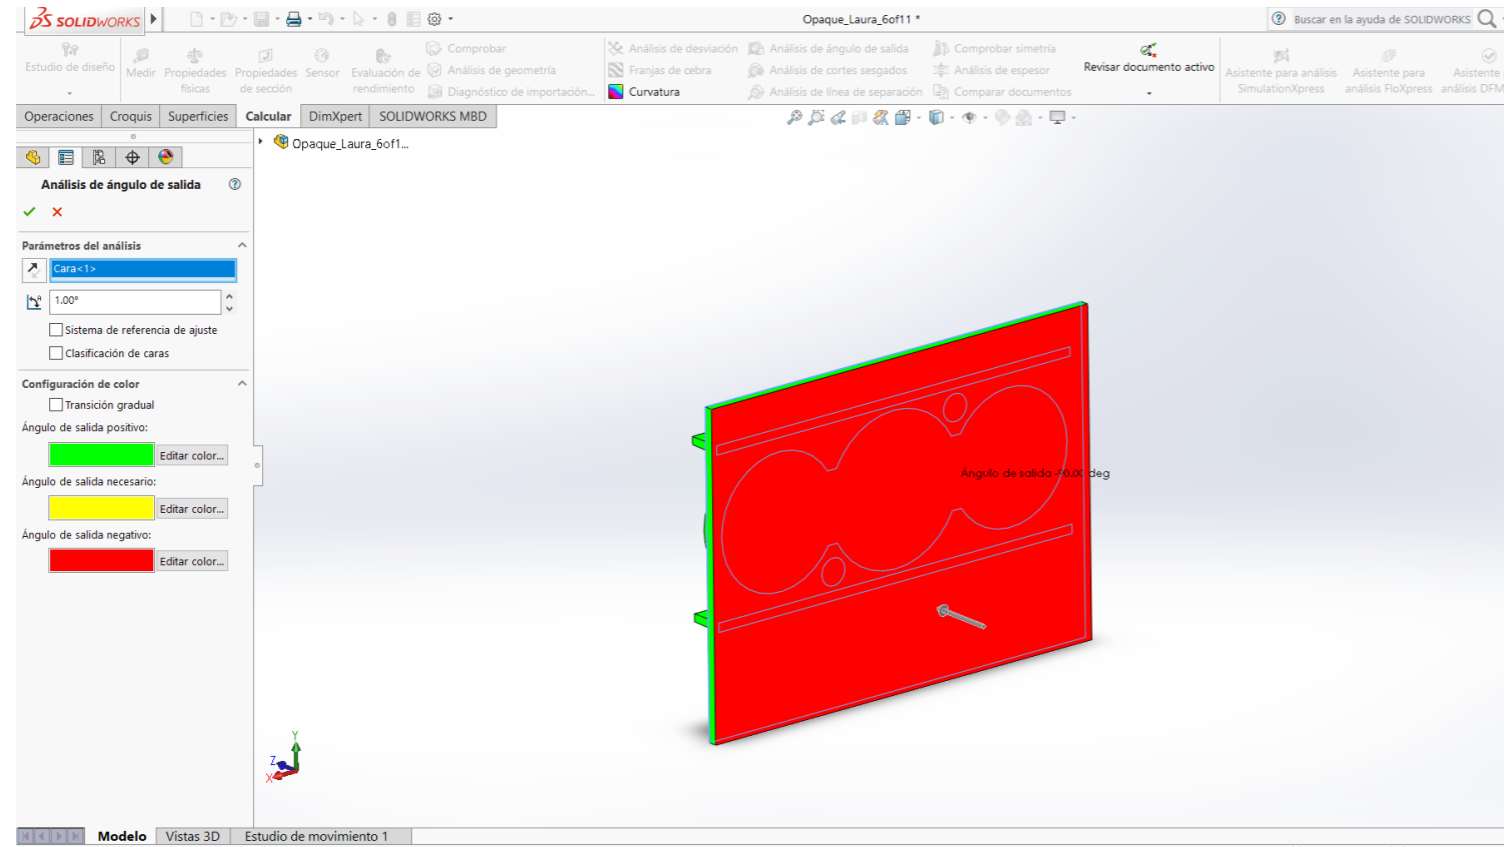 SOLIDWORKS
Opaque_Laura_6of11 *
Buscar en la ayuda de SOLIDWORKS
Estudio de diseño
Medir
Propiedades físicas
Propiedades de sección
Sensor
Evaluación de rendimiento
Comprobar
Análisis de geometría
Diagnóstico de importación...
Análisis de desviación
Franjas de cebra
Curvatura
Análisis de ángulo de salida
Análisis de cortes sesgados
Análisis de línea de separación
Comprobar simetría
Análisis de espesor
Comparar documentos
Revisar documento activo
Asistente para análisis SimulationXpress
Asistente para análisis FloXpress
Asistente
análisis DFM
Operaciones
Croquis
Superficies
Calcular
DimXpert
SOLIDWORKS MBD
Opaque_Laura_6of1...
Análisis de ángulo de salida
Parámetros del análisis
Cara<1>
1.00°
Sistema de referencia de ajuste
Clasificación de caras
Configuración de color
Transición gradual
Ángulo de salida positivo:
Editar color...
Ángulo de salida necesario:
Editar color...
Ángulo de salida negativo:
Editar color...
Ángulo de salida -90.00 deg
Y
Z
X
Modelo
Vistas 3D
Estudio de movimiento 1